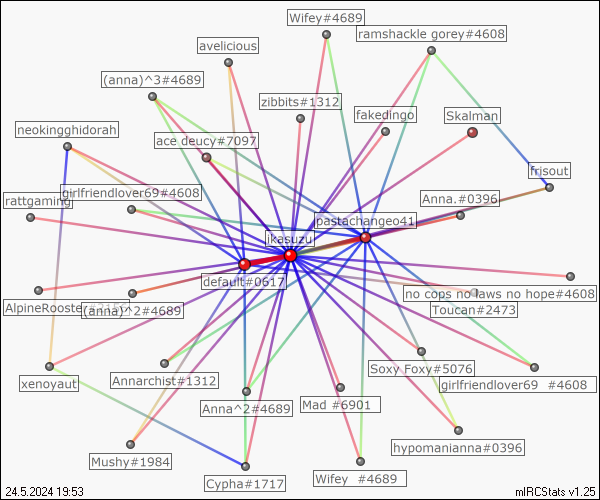 Wifey#4689
ramshackle gorey#4608
avelicious
(anna)^3#4689
zibbits#1312
fakedingo
Skalman
neokingghidorah
ace deucy#7097
frisout
rattgaming
girlfriendlover69#4608
Anna.#0396
pastachangeo41
jkasuzu
default#0617
no cops no laws no hope#4608
AlpineRooster
(anna)^2#4689
Toucan#2473
xenoyaut
Annarchist#1312
Soxy Foxy#5076
girlfriendlover69 #4608
Anna^2#4689
Mad #6901
hypomanianna#0396
Mushy#1984
Cypha#1717
Wifey #4689
24.5.2024 19:53
mIRCStats v1.25